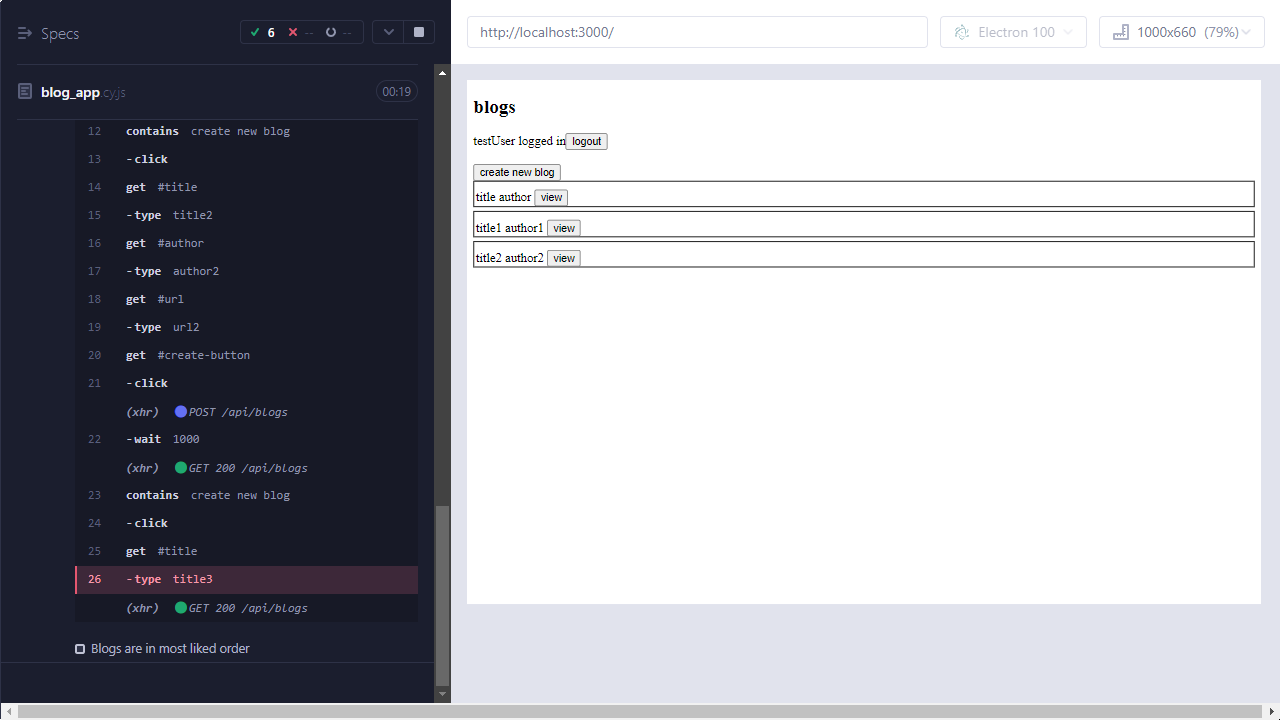 Specs
6 -- --
blog_app.cy.js
00:19
12 contains create new blog
13 -click
14 get #title
15 -type title2
16 get #author
17 -type author2
18 get #url
19 -type url2
20 get #create-button
21 -click
(xhr) POST /api/blogs
22 -wait 1000
(xhr) GET 200 /api/blogs
23 contains create new blog
24 -click
25 get #title
26 -type title3
(xhr) GET 200 /api/blogs
Blogs are in most liked order
http://localhost:3000/
Electron 100
1000x660 (79%)
blogs
testUser logged in logout
create new blog
title author view
title1 author1 view
title2 author2 view